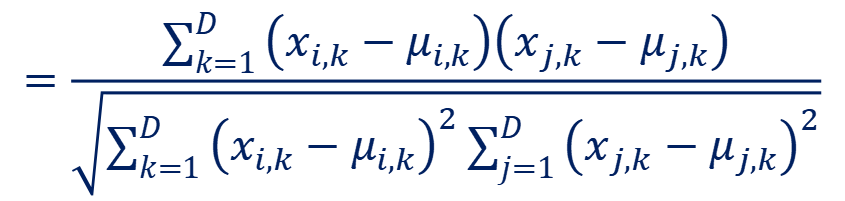 = \frac{\sum_{k=1}^{D} (x_{i,k} - \mu_{i,k})(x_{j,k} - \mu_{j,k})}{\sqrt{\sum_{k=1}^{D} (x_{i,k} - \mu_{i,k})^2 \sum_{j=1}^{D} (x_{j,k} - \mu_{j,k})^2}}